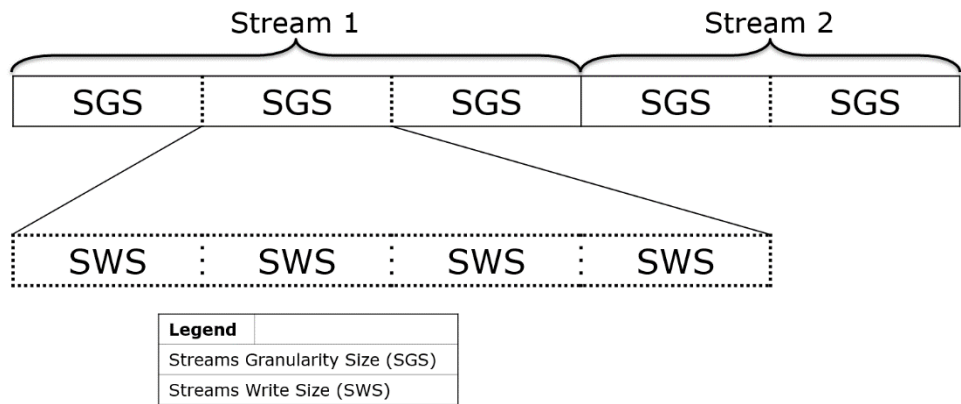 Stream 1 Stream 2
SGS SGS SGS SGS SGS
SWS SWS SWS SWS
Legend
Streams Granularity Size (SGS)
Streams Write Size (SWS)